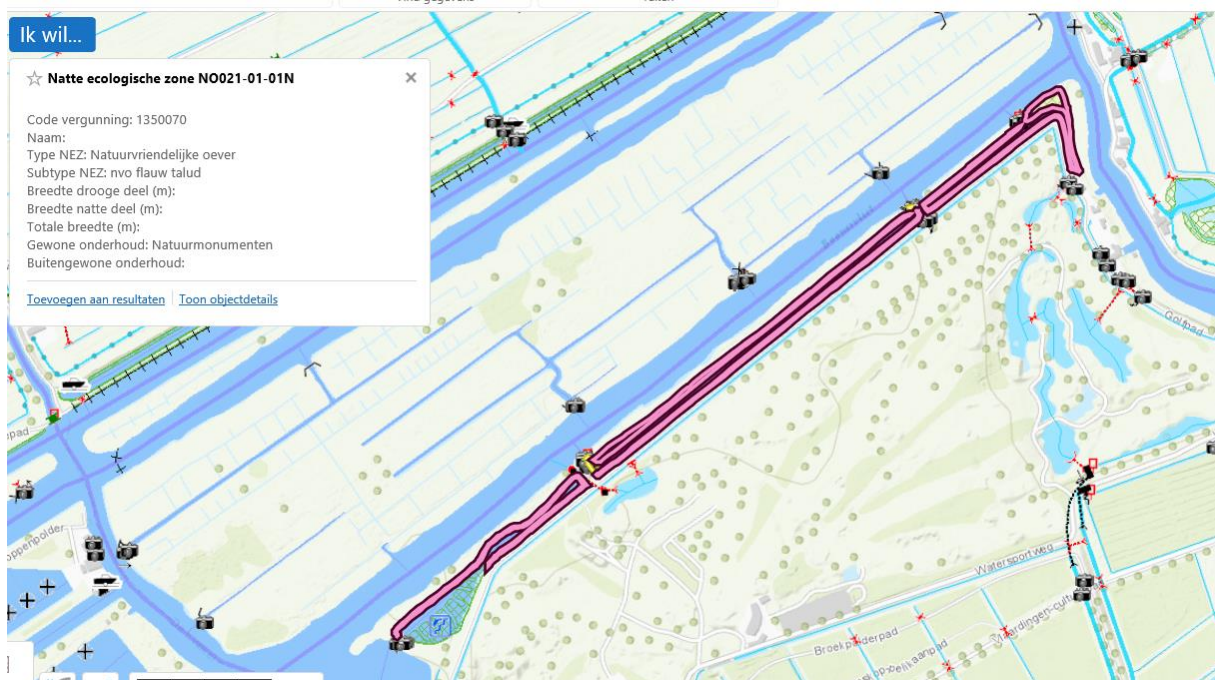 Ik wil...
Natte ecologische zone NO021-01-01N
Code vergunning: 1350070
Naam:
Type NEZ: Natuurvriendelijke oever
Subtype NEZ: nvo flauw talud
Breedte drooge deel (m):
Breedte natte deel (m):
Totale breedte (m):
Gewone onderhoud: Natuurmonumenten
Buitengewone onderhoud:
Toevoegen aan resultaten
Toon objectdetails
Golfpad
Watersportweg